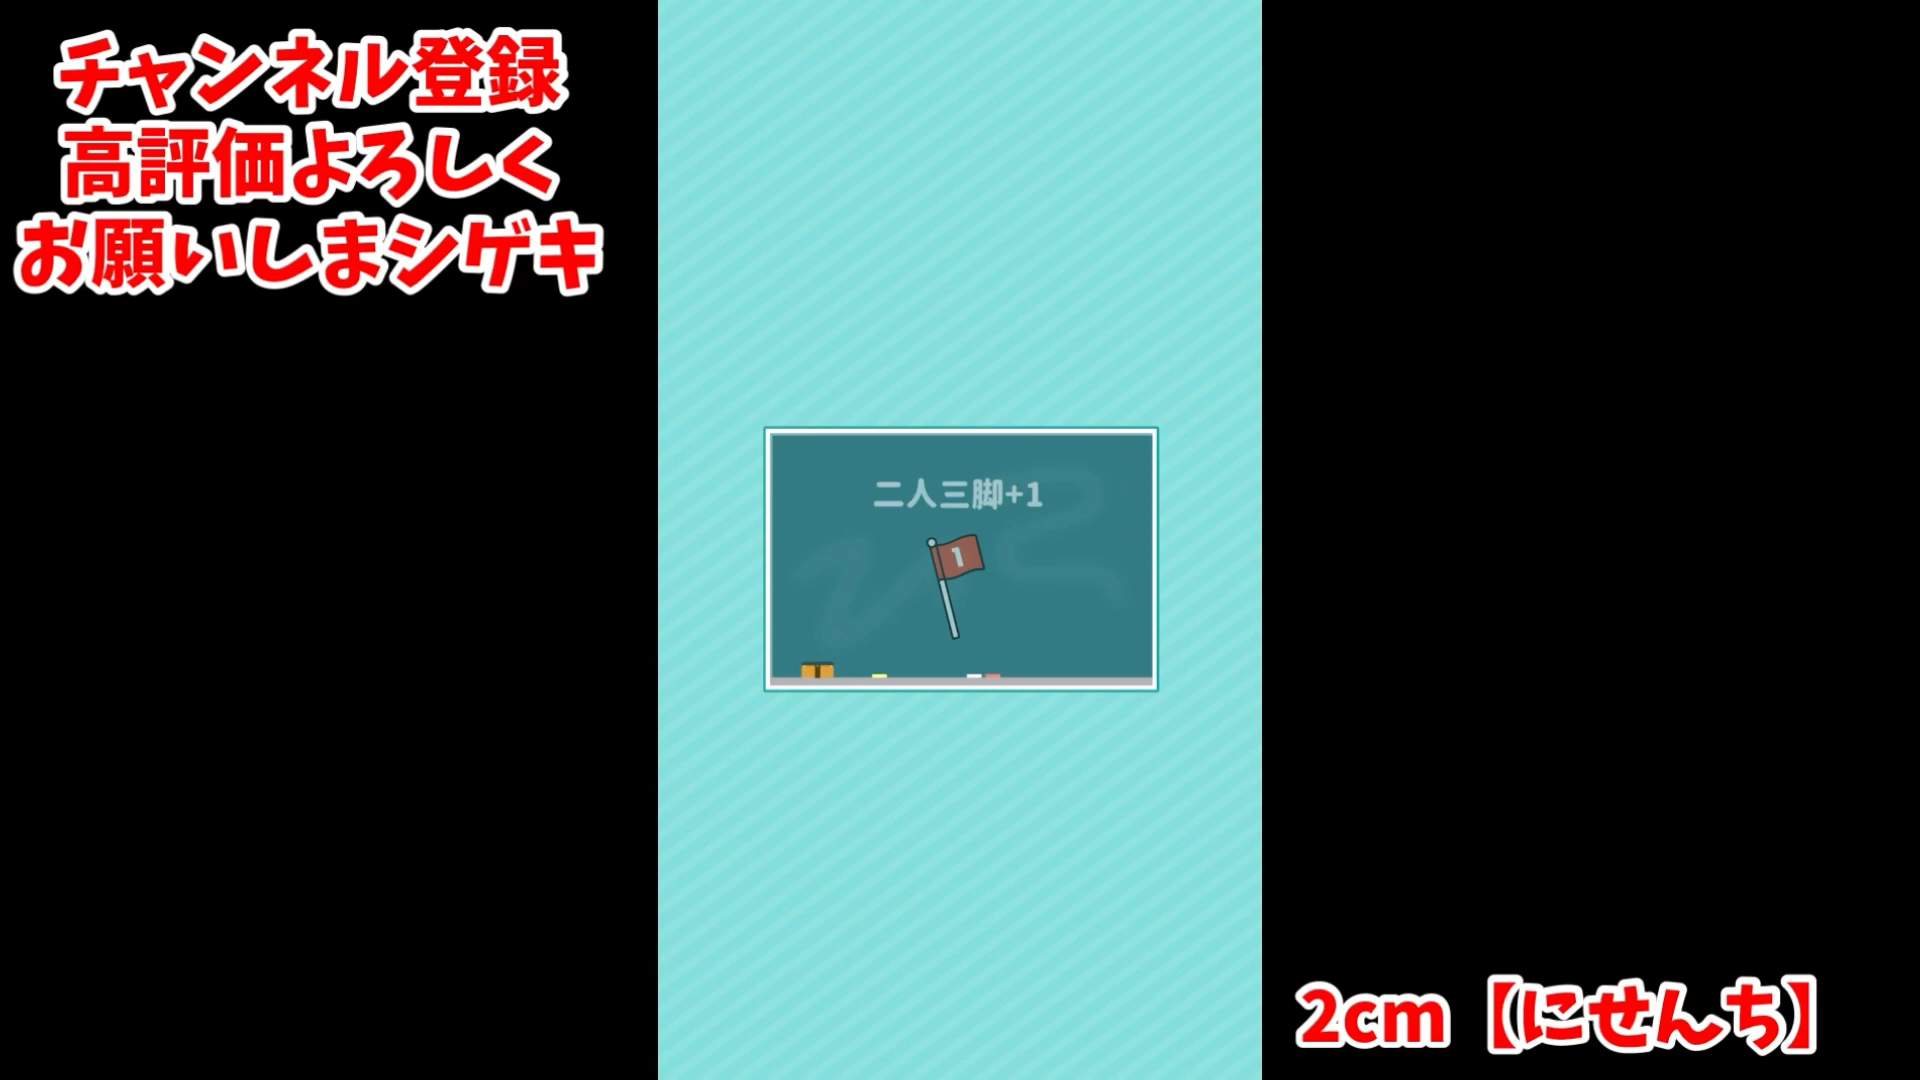 チャンネル登録
高評価よろしく
お願いしまシゲキ
二人三脚+1
1
2cm【にせんち】